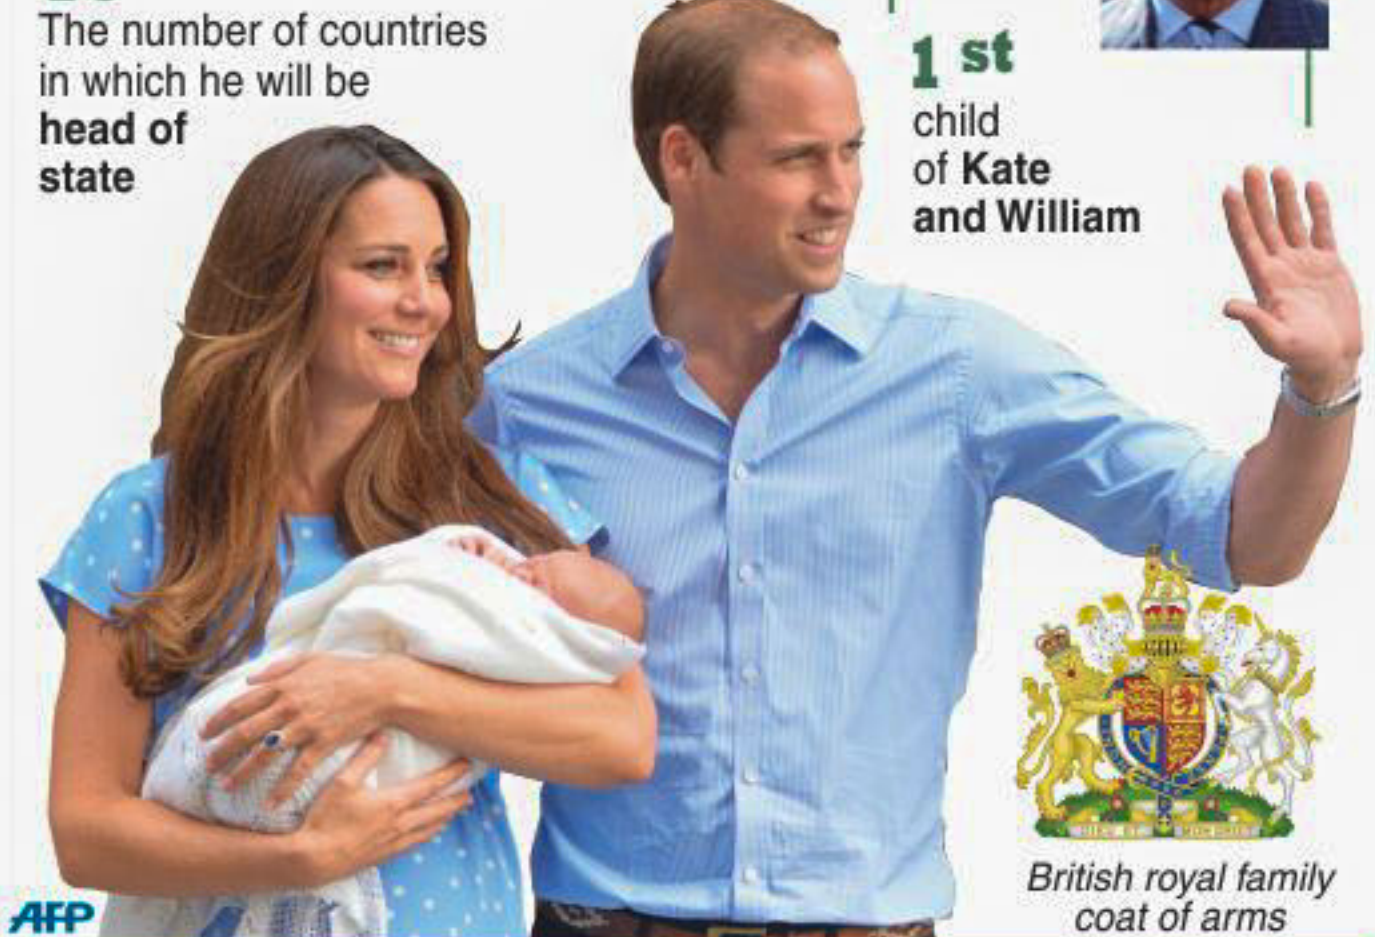 The number of countries
in which he will be
head of
state
1st
child
of Kate
and William
British royal family
coat of arms
AFP